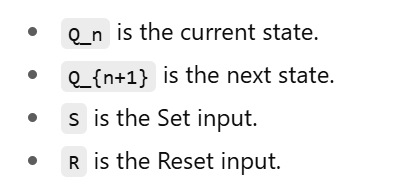 • Q_n is the current state.
• Q_{n+1} is the next state.
• S is the Set input.
• R is the Reset input.